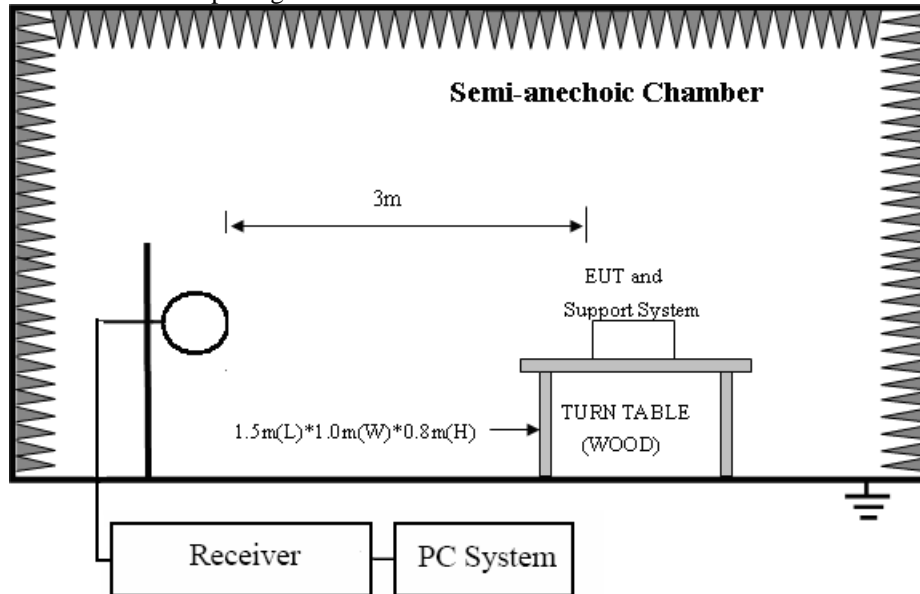 Semi-anechoic Chamber
3m
EUT and
Support System
1.5m(L)*1.0m(W)*0.8m(H)
TURN TABLE
(WOOD)
Receiver
PC System